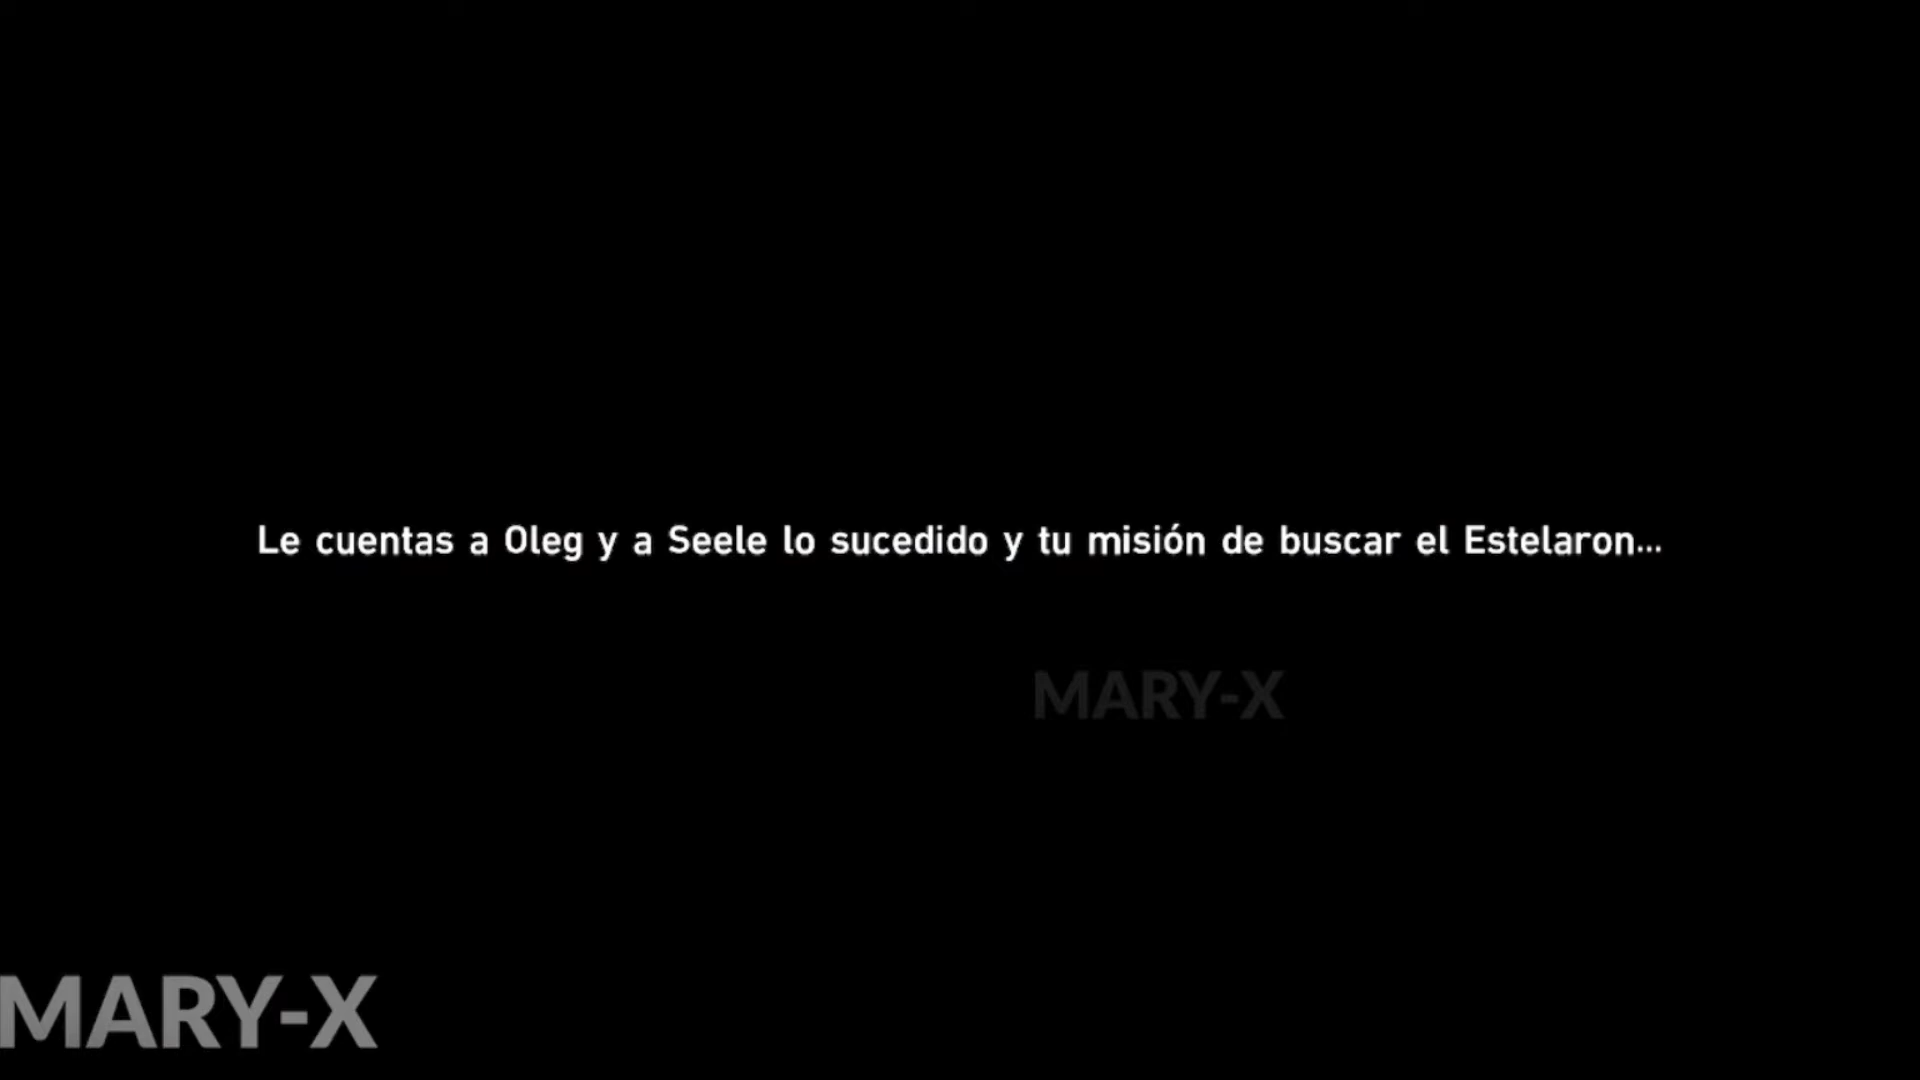 Le cuentas a Oleg y a Seele lo sucedido y tu misión de buscar el Estelaron...
MARY-X
MARY-X